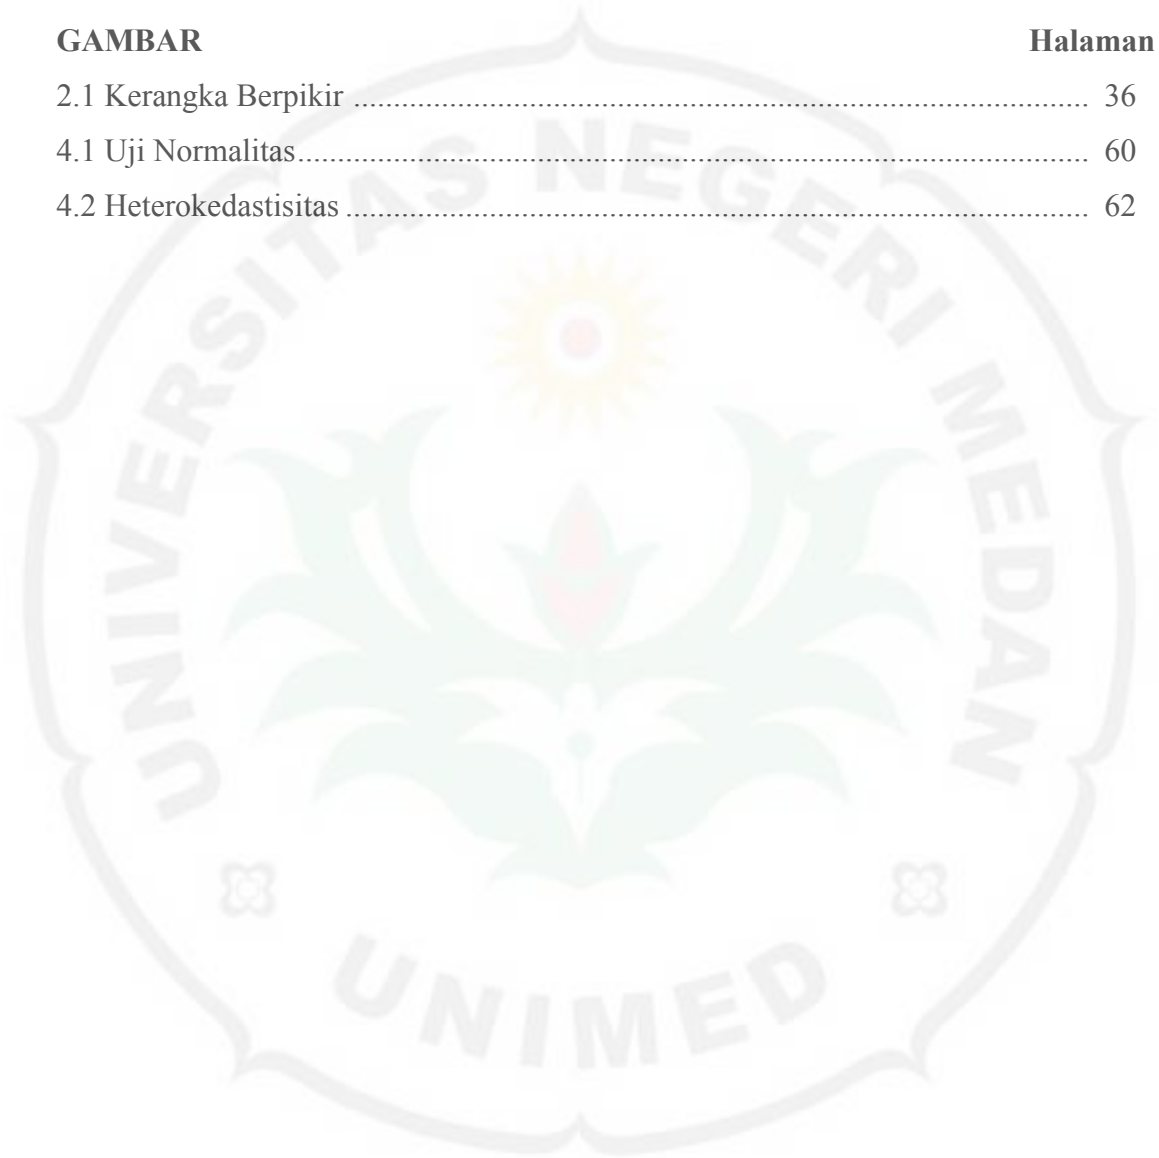 GAMBAR Halaman
2.1 Kerangka Berpikir ........................................................................................... 36
4.1 Uji Normalitas.................................................................................................. 60
4.2 Heterokedastisitas ............................................................................................ 62
UNIVERSITAS NEGERI MEDAN
UNIMED